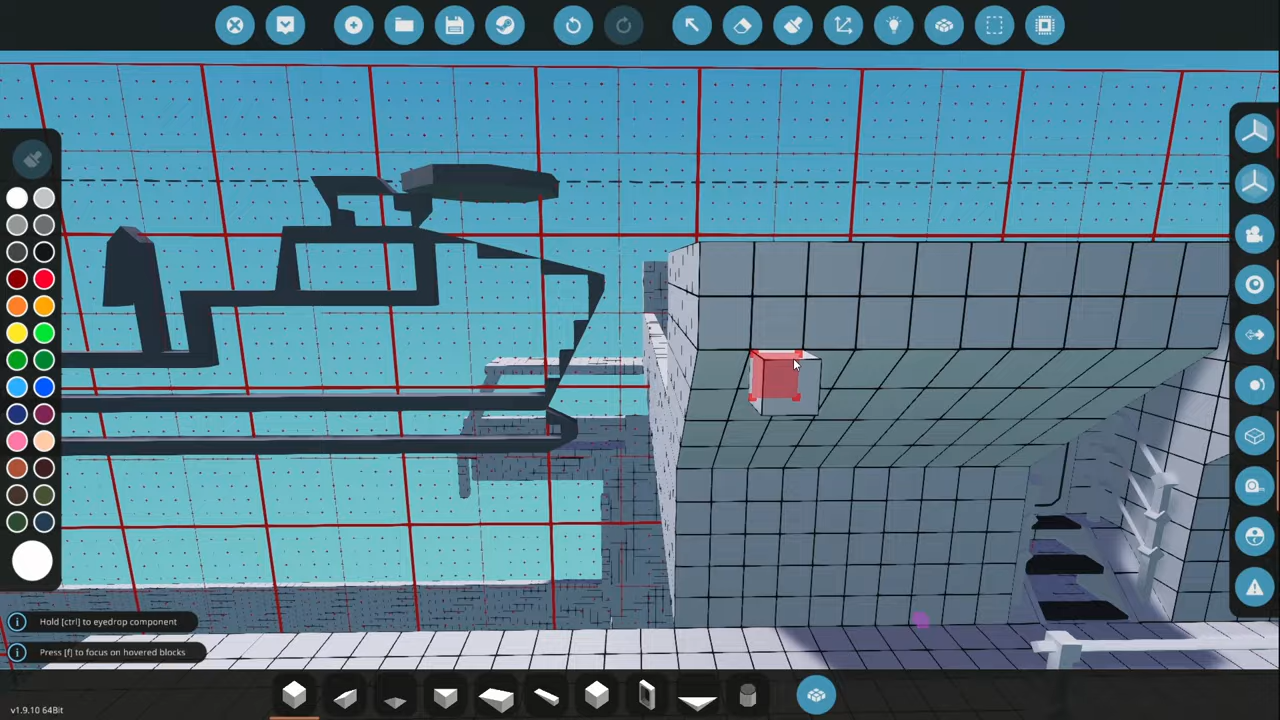 Hold [ctrl] to eyedrop component
Press [f] to focus on hovered blocks
v1.9.10 64Bit